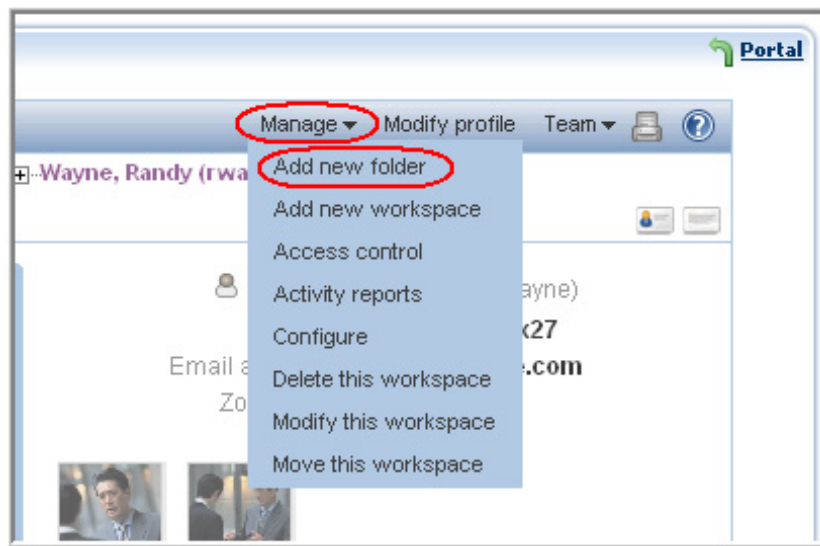 Portal
Manage Modify profile Team
Wayne, Randy (rwa
Add new folder
Add new workspace
Access control
Activity reports
ayne)
Configure
x27
Email a
e.com
Delete this workspace
Zo
Modify this workspace
Move this workspace